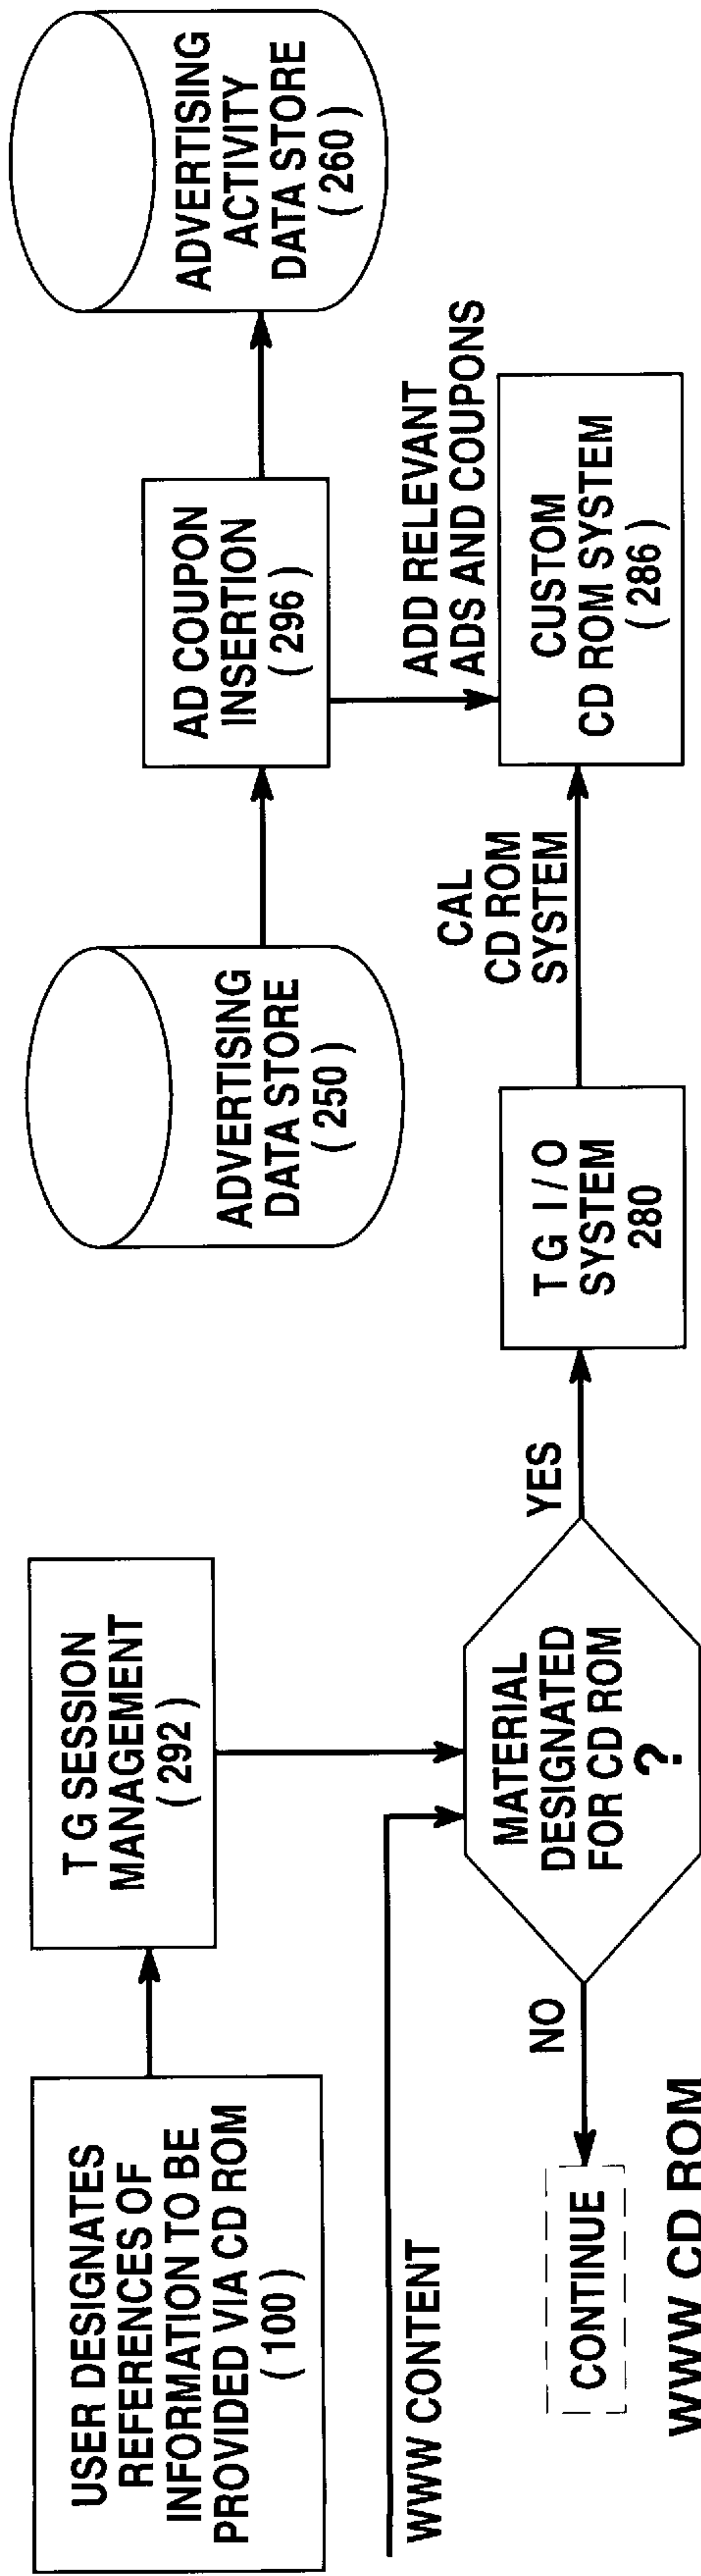 USER DESIGNATES
REFERENCES OF
INFORMATION TO BE
PROVIDED VIA CD ROM
( 100 )
T G SESSION
MANAGEMENT
( 292 )
WWW CONTENT
MATERIAL
DESIGNATED
FOR CD ROM
?
NO
CONTINUE
YES
T G I / O
SYSTEM
280
CAL
CD ROM
SYSTEM
ADVERTISING
DATA STORE
( 250 )
AD COUPON
INSERTION
( 296 )
ADVERTISING
ACTIVITY
DATA STORE
( 260 )
ADD RELEVANT
ADS AND COUPONS
CUSTOM
CD ROM SYSTEM
( 286 )
WWW CD ROM